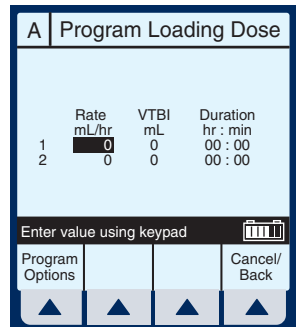 A Program Loading Dose
Rate VTBI Duration
mL/hr mL hr : min
1 0 0 00 : 00
2 0 0 00 : 00
Enter value using keypad
Program Cancel/
Options Back